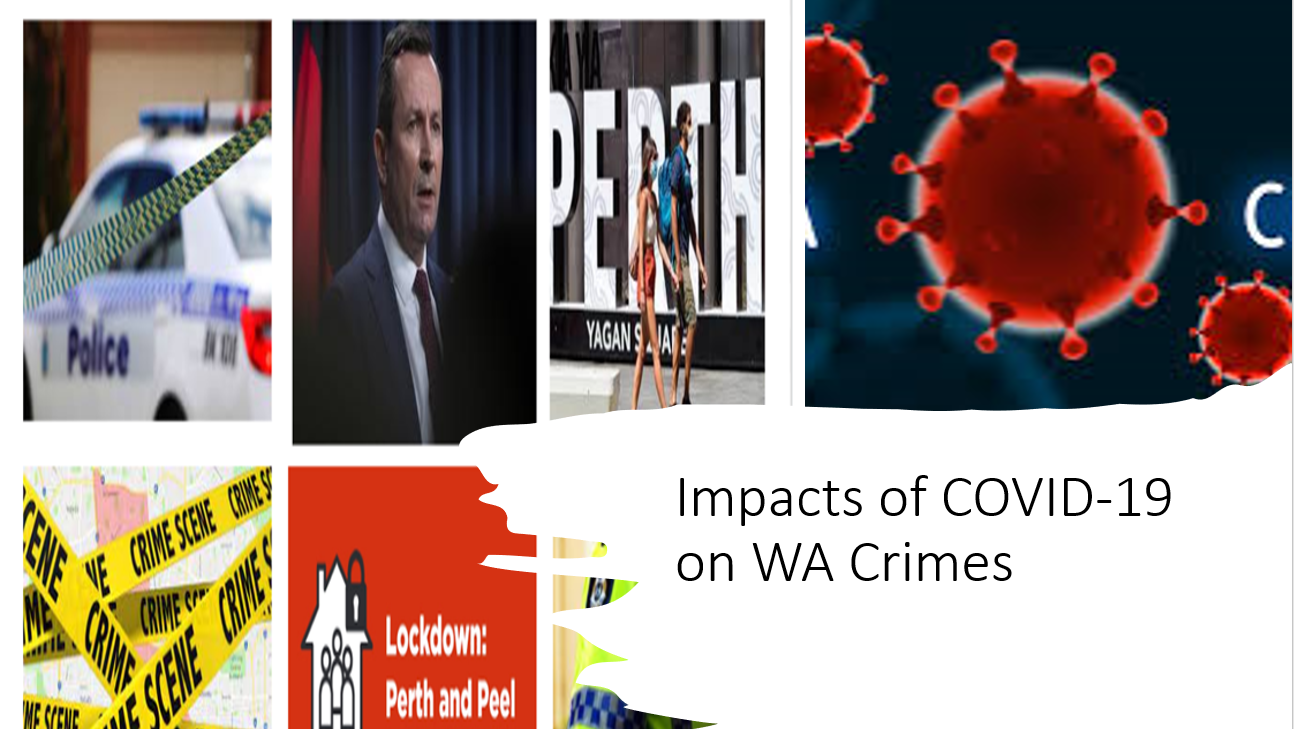 PERTH
YAGAN SQUARE
C
Police
CRIME SCENE
CRIME SCENE
CRIME SCENE
Lockdown:
Perth and Peel
Impacts of COVID-19
on WA Crimes